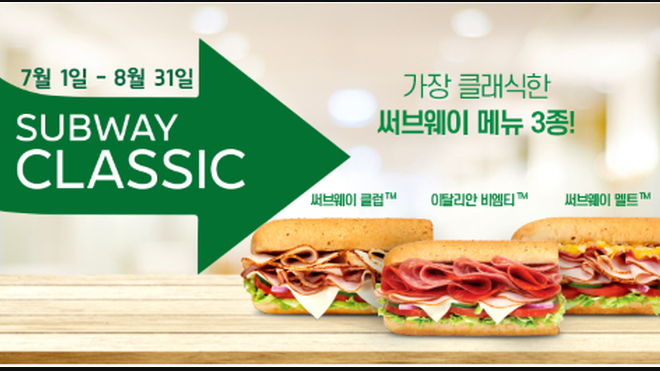 7월 1일 - 8월 31일
SUBWAY
CLASSIC
가장 클래식한
써브웨이 메뉴 3종!
써브웨이 클럽™ 이탈리안 비엠티™ 써브웨이 멜트™